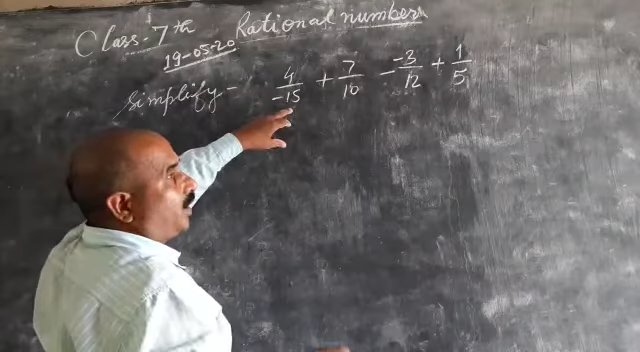 Class-7th Rational numbers
19-05-20
Simplify - 4/-15 + 7/10 - -3/12 + 1/5